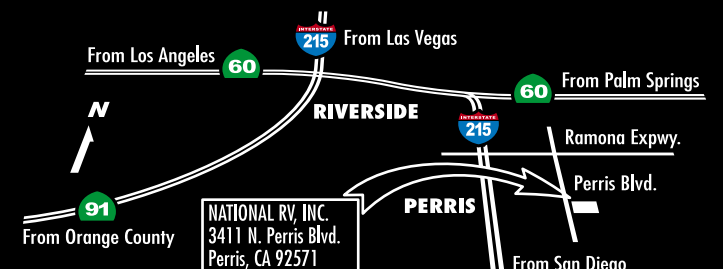 INTERSTATE
215
From Las Vegas
From Los Angeles
60
60
From Palm Springs
N
RIVERSIDE
INTERSTATE
215
Ramona Expwy.
Perris Blvd.
91
PERRIS
From Orange County
NATIONAL RV, INC.
3411 N. Perris Blvd.
Perris, CA 92571
From San Diego